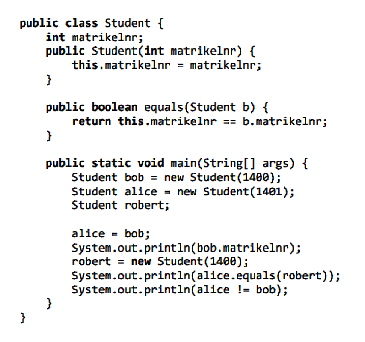 public class Student {
    int matrikelnr;
    public Student(int matrikelnr) {
        this.matrikelnr = matrikelnr;
    }

    public boolean equals(Student b) {
        return this.matrikelnr == b.matrikelnr;
    }

    public static void main(String[] args) {
        Student bob = new Student(1400);
        Student alice = new Student(1401);
        Student robert;

        alice = bob;
        System.out.println(bob.matrikelnr);
        robert = new Student(1400);
        System.out.println(alice.equals(robert));
        System.out.println(alice != bob);
    }
}